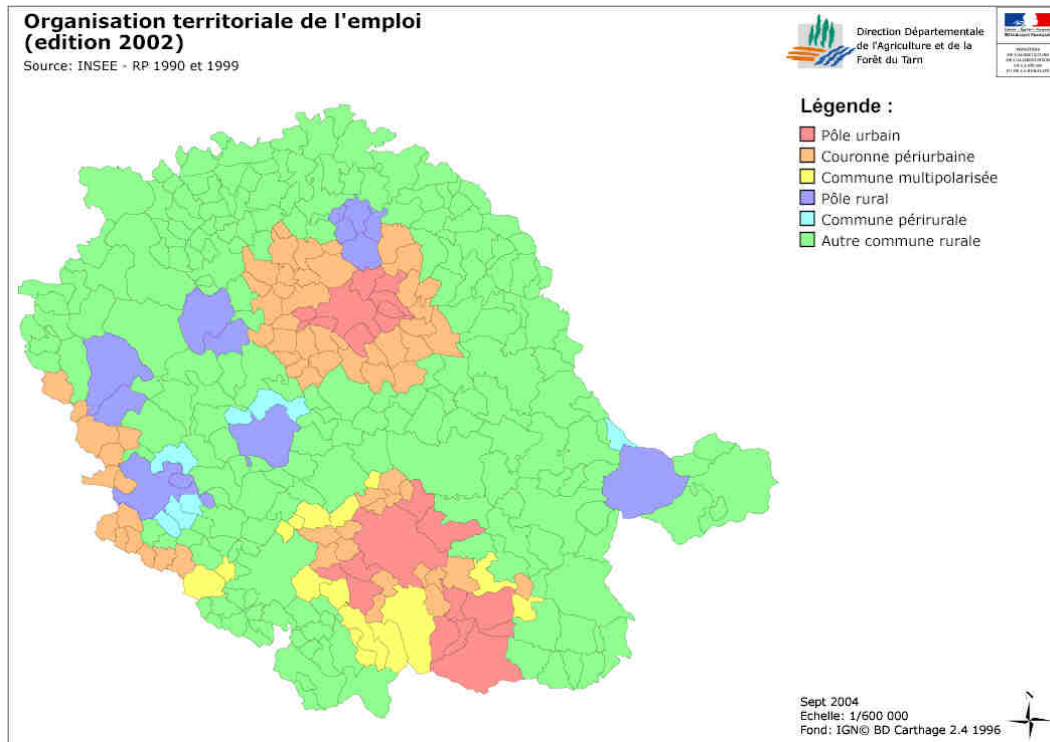 Organisation territoriale de l'emploi
(edition 2002)
Source: INSEE - RP 1990 et 1999
Direction Départementale
de l'Agriculture et de la
Forêt du Tarn
Légende :
Pôle urbain
Couronne périurbaine
Commune multipolarisée
Pôle rural
Commune périrurale
Autre commune rurale
Sept 2004
Echelle: 1/600 000
Fond: IGN© BD Carthage 2.4 1996